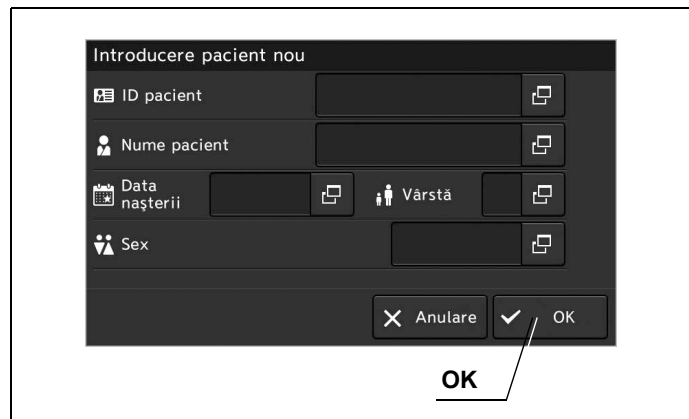 Introducere pacient nou
ID pacient
Nume pacient
Data
nașterii
Vârstă
Sex
Anulare
OK
OK